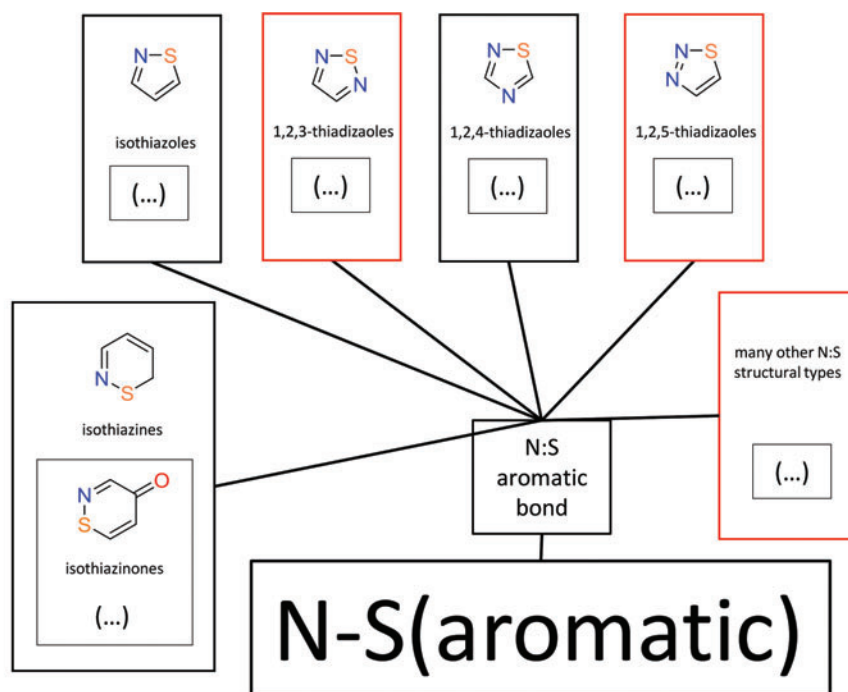 N S
isothiazoles
(...)
S N N
1,2,3-thiadizaoles
(...)
N S N
1,2,4-thiadizaoles
(...)
N S N
1,2,5-thiadizaoles
(...)
N S
isothiazines
N O S
isothiazinones
(...)
many other N:S
structural types
(...)
N:S
aromatic
bond
N-S(aromatic)